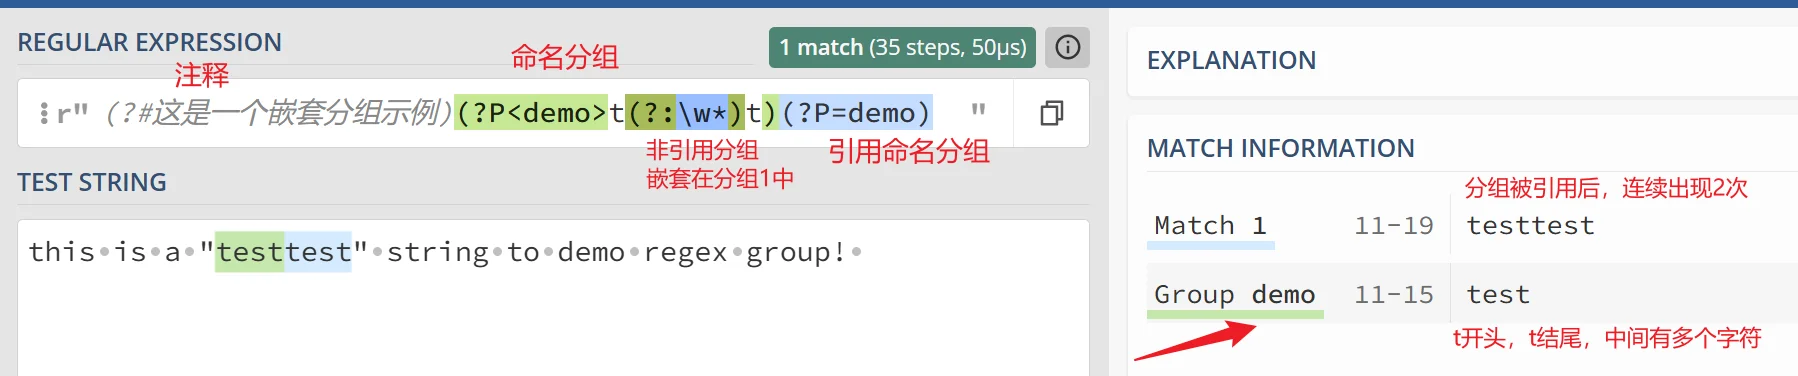 REGULAR EXPRESSION
注释
命名分组
1 match (35 steps, 50μs)
r" (?#这是一个嵌套分组示例)(?P<demo>t(?:\w*)t)(?P=demo) "
非引用分组
嵌套在分组1中
引用命名分组
TEST STRING
this·is·a·"testtest"·string·to·demo·regex·group!·
EXPLANATION
MATCH INFORMATION
分组被引用后，连续出现2次
Match 1 11-19 testtest
Group demo 11-15 test
t开头，t结尾，中间有多个字符